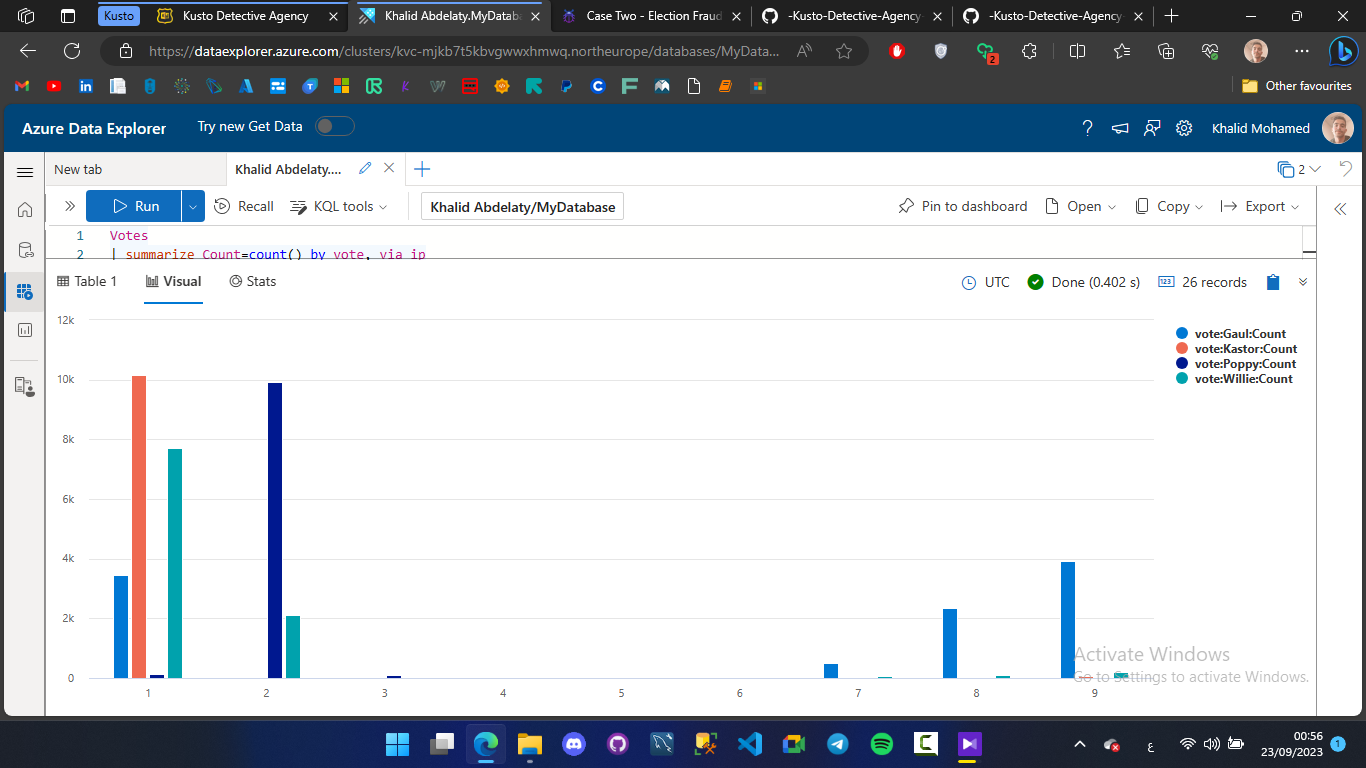 Kusto
Kusto Detective Agency
Khalid Abdelaty.MyDataba
Case Two - Election Fraud
-Kusto-Detective-Agency-
-Kusto-Detective-Agency-
https://dataexplorer.azure.com/clusters/kvc-mjkb7t5kbvgwwxhmwq.northeurope/databases/MyData...
2
Other favourites
Azure Data Explorer
Try new Get Data
Khalid Mohamed
New tab
Khalid Abdelaty....
2
Run
Recall
KQL tools
Khalid Abdelaty/MyDatabase
Pin to dashboard
Open
Copy
Export
1 Votes
2 | summarize Count=count() by vote, via_ip
Table 1
Visual
Stats
UTC
Done (0.402 s)
123
26 records
12k
10k
8k
6k
4k
2k
0
1 2 3 4 5 6 7 8 9
vote:Gaul:Count
vote:Kastor:Count
vote:Poppy:Count
vote:Willie:Count
Activate Windows
Go to Settings to activate Windows.
ع
00:56
23/09/2023
1